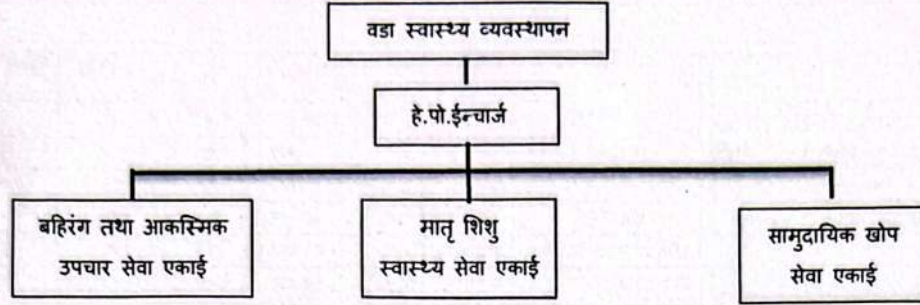 वडा स्वास्थ्य व्यवस्थापन
हे.पो.ईन्चार्ज
बहिरंग तथा आकस्मिक
उपचार सेवा एकाई
मातृ शिशु
स्वास्थ्य सेवा एकाई
सामुदायिक खोप
सेवा एकाई